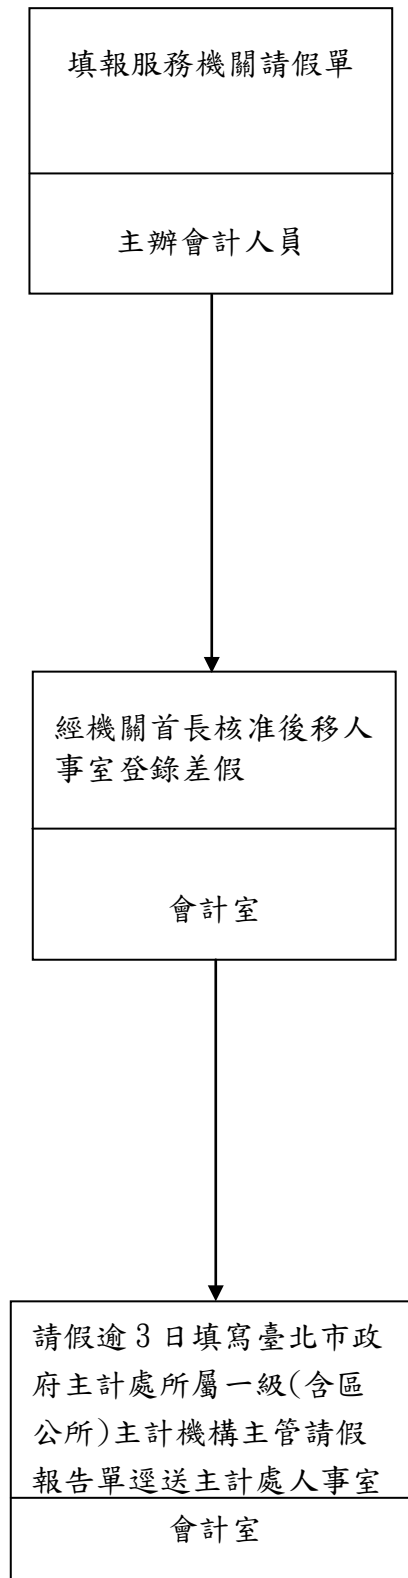 填報服務機關請假單
主辦會計人員
經機關首長核准後移人
事室登錄差假
會計室
請假逾3日填寫臺北市政
府主計處所屬一級(含區
公所)主計機構主管請假
報告單逕送主計處人事室
會計室